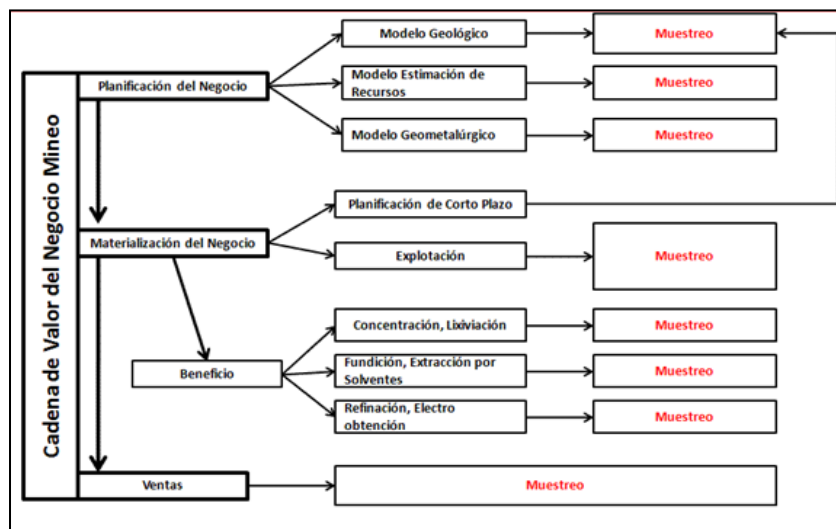 Cadena de Valor del Negocio Mineo
Planificación del Negocio
Modelo Geológico
Muestreo
Modelo Estimación de
Recursos
Muestreo
Modelo Geometalúrgico
Muestreo
Materialización del Negocio
Planificación de Corto Plazo
Explotación
Muestreo
Beneficio
Concentración, Lixiviación
Muestreo
Fundición, Extracción por
Solventes
Muestreo
Refinación, Electro
obtención
Muestreo
Ventas
Muestreo